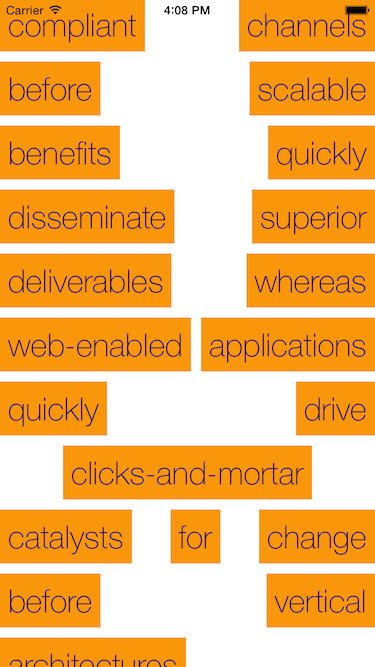 Carrier 4:08 PM
compliant channels
before scalable
benefits quickly
disseminate superior
deliverables whereas
web-enabled applications
quickly drive
clicks-and-mortar
catalysts for change
before vertical
architectures